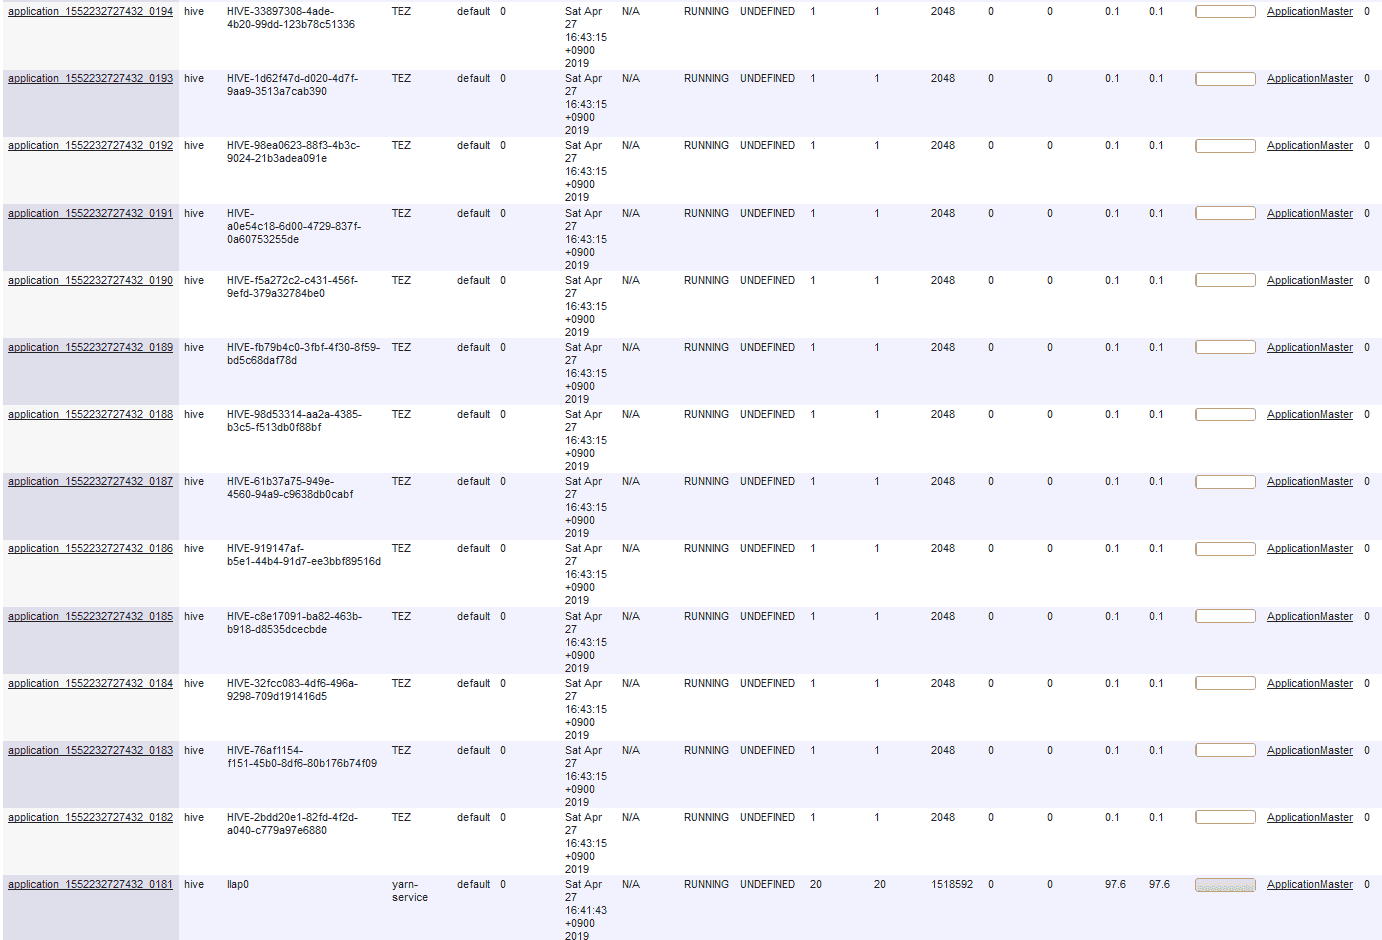 application_1552232727432_0194 hive HIVE-33897308-4ade- TEZ default 0 Sat Apr N/A RUNNING UNDEFINED 1 1 2048 0 0 0.1 0.1 ApplicationMaster 0
4b20-99dd-123b78c51336 27
16:43:15
+0900
2019
application_1552232727432_0193 hive HIVE-1d62f47d-d020-4d7f- TEZ default 0 Sat Apr N/A RUNNING UNDEFINED 1 1 2048 0 0 0.1 0.1 ApplicationMaster 0
9aa9-3513a7cab390 27
16:43:15
+0900
2019
application_1552232727432_0192 hive HIVE-98ea0623-88f3-4b3c- TEZ default 0 Sat Apr N/A RUNNING UNDEFINED 1 1 2048 0 0 0.1 0.1 ApplicationMaster 0
9024-21b3adea091e 27
16:43:15
+0900
2019
application_1552232727432_0191 hive HIVE- TEZ default 0 Sat Apr N/A RUNNING UNDEFINED 1 1 2048 0 0 0.1 0.1 ApplicationMaster 0
a0e54c18-6d00-4729-837f- 27
0a60753255de 16:43:15
+0900
2019
application_1552232727432_0190 hive HIVE-f5a272c2-c431-456f- TEZ default 0 Sat Apr N/A RUNNING UNDEFINED 1 1 2048 0 0 0.1 0.1 ApplicationMaster 0
9efd-379a32784be0 27
16:43:15
+0900
2019
application_1552232727432_0189 hive HIVE-fb79b4c0-3fbf-4f30-8f59- TEZ default 0 Sat Apr N/A RUNNING UNDEFINED 1 1 2048 0 0 0.1 0.1 ApplicationMaster 0
bd5c68daf78d 27
16:43:15
+0900
2019
application_1552232727432_0188 hive HIVE-98d53314-aa2a-4385- TEZ default 0 Sat Apr N/A RUNNING UNDEFINED 1 1 2048 0 0 0.1 0.1 ApplicationMaster 0
b3c5-f513db0f88bf 27
16:43:15
+0900
2019
application_1552232727432_0187 hive HIVE-61b37a75-949e- TEZ default 0 Sat Apr N/A RUNNING UNDEFINED 1 1 2048 0 0 0.1 0.1 ApplicationMaster 0
4560-94a9-c9638db0cabf 27
16:43:15
+0900
2019
application_1552232727432_0186 hive HIVE-919147af- TEZ default 0 Sat Apr N/A RUNNING UNDEFINED 1 1 2048 0 0 0.1 0.1 ApplicationMaster 0
b5e1-44b4-91d7-ee3bbf89516d 27
16:43:15
+0900
2019
application_1552232727432_0185 hive HIVE-c8e17091-ba82-463b- TEZ default 0 Sat Apr N/A RUNNING UNDEFINED 1 1 2048 0 0 0.1 0.1 ApplicationMaster 0
b918-d8535dcecbde 27
16:43:15
+0900
2019
application_1552232727432_0184 hive HIVE-32fcc083-4df6-496a- TEZ default 0 Sat Apr N/A RUNNING UNDEFINED 1 1 2048 0 0 0.1 0.1 ApplicationMaster 0
9298-709d191416d5 27
16:43:15
+0900
2019
application_1552232727432_0183 hive HIVE-76af1154- TEZ default 0 Sat Apr N/A RUNNING UNDEFINED 1 1 2048 0 0 0.1 0.1 ApplicationMaster 0
f151-45b0-8df6-80b176b74f09 27
16:43:15
+0900
2019
application_1552232727432_0182 hive HIVE-2bdd20e1-82fd-4f2d- TEZ default 0 Sat Apr N/A RUNNING UNDEFINED 1 1 2048 0 0 0.1 0.1 ApplicationMaster 0
a040-c779a97e6880 27
16:43:15
+0900
2019
application_1552232727432_0181 hive llap0 yarn- default 0 Sat Apr N/A RUNNING UNDEFINED 20 20 1518592 0 0 97.6 97.6 ApplicationMaster 0
service 27
16:41:43
+0900
2019